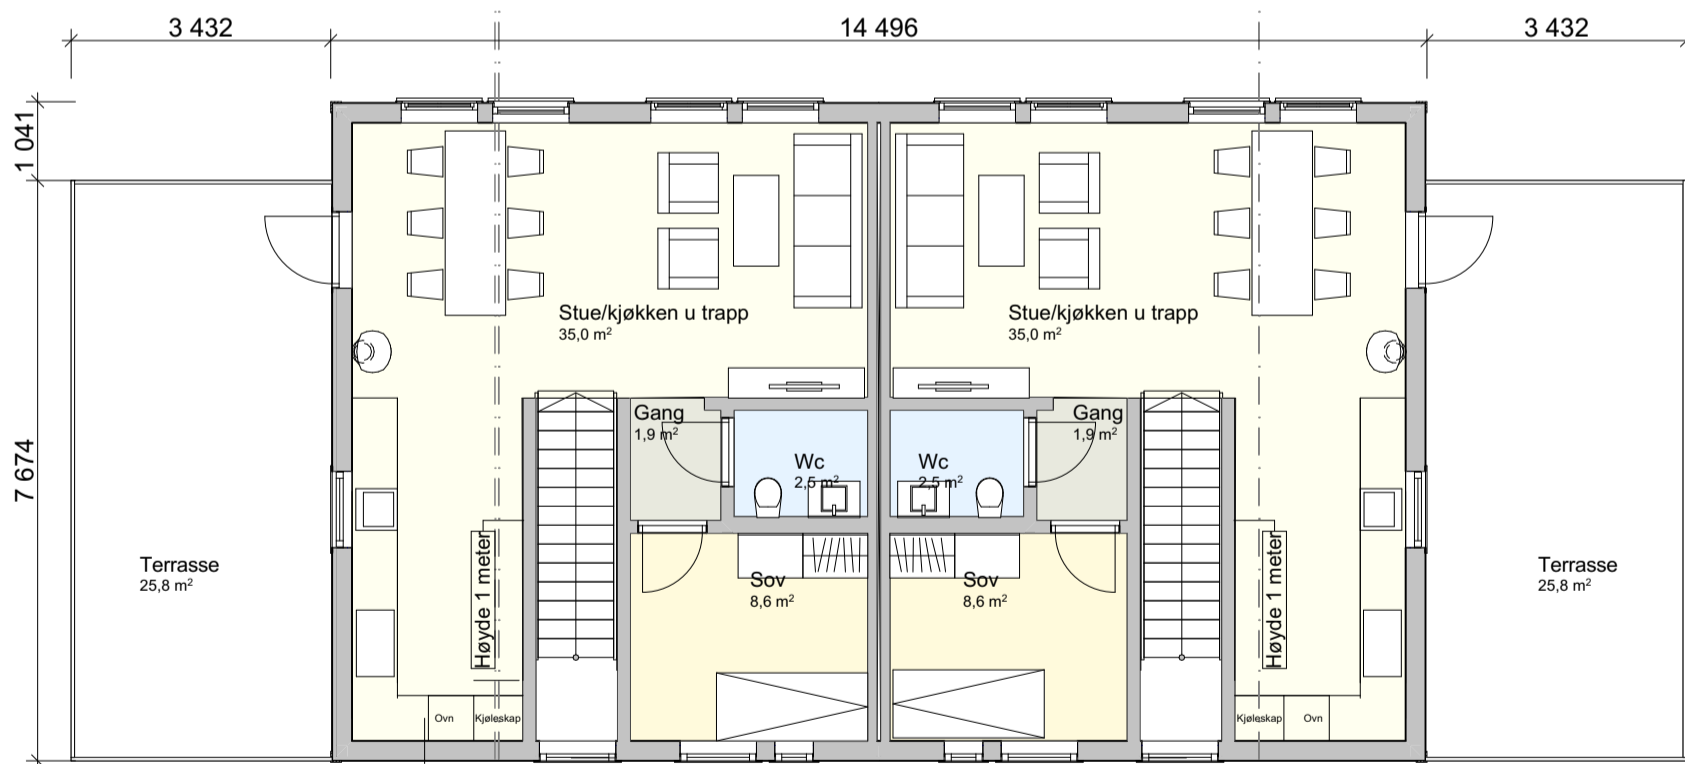 3 432
14 496
3 432
1 041
7 674
Stue/kjøkken u trapp
35,0 m²
Stue/kjøkken u trapp
35,0 m²
Gang
1,9 m²
Wc
2,5 m²
Wc
2,5 m²
Gang
1,9 m²
Terrasse
25,8 m²
Høyde 1 meter
Sov
8,6 m²
Sov
8,6 m²
Høyde 1 meter
Terrasse
25,8 m²
Ovn
Kjøleskap
Kjøleskap
Ovn